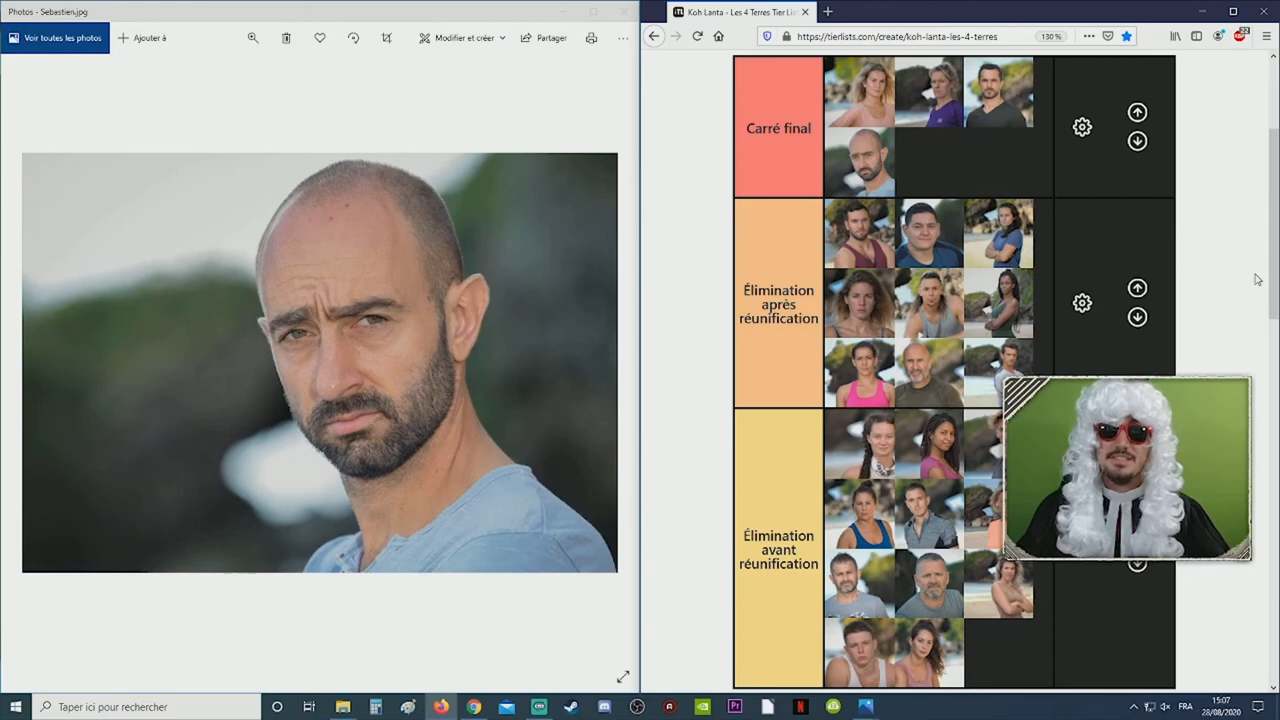 Photos - Sebastien.jpg
Voir toutes les photos
Ajouter à
Modifier et créer
Partager
Koh Lanta - Les 4 Terres Tier Lis
https://tierlists.com/create/koh-lanta-les-4-terres
130 %
Carré final
Élimination
après
réunification
Élimination
avant
réunification
Taper ici pour rechercher
FRA
15:07
28/08/2020